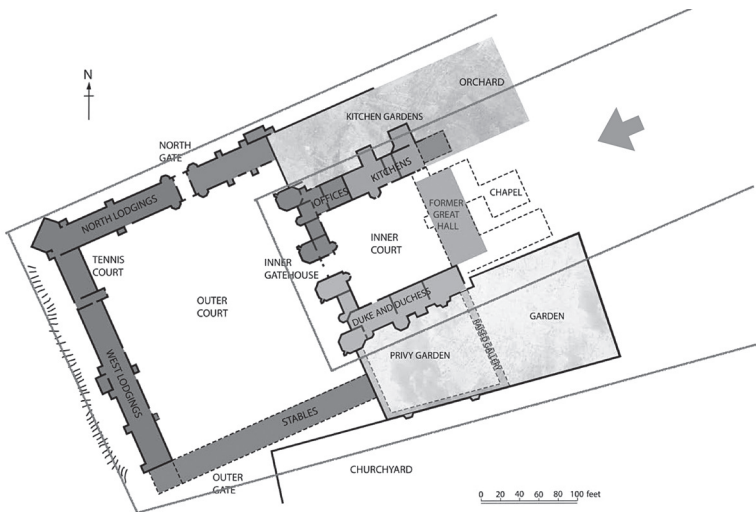 N
ORCHARD
KITCHEN GARDENS
NORTH
GATE
KITCHENS
OFFICES
CHAPEL
FORMER
GREAT
HALL
NORTH LODGINGS
TENNIS
COURT
INNER
COURT
INNER
GATEHOUSE
OUTER
COURT
DUKE AND DUCHESS
GARDEN
PRIVY GARDEN
WEST LODGINGS
STABLES
OUTER
GATE
CHURCHYARD
0 20 40 60 80 100 feet